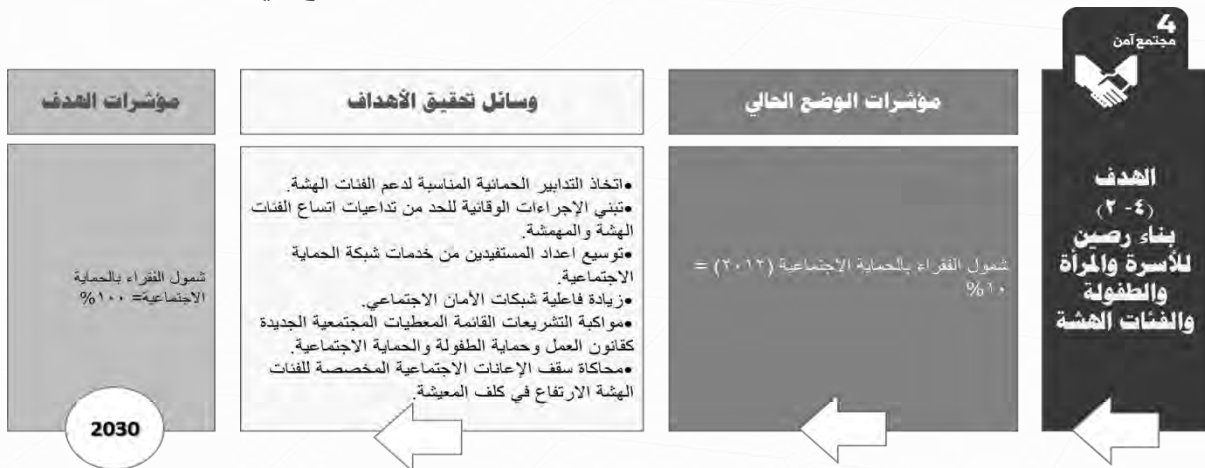 4
مجتمع آمن
الهدف
(٤- ٢)
بناء رصين
للأسرة والمرأة
والطفولة
والفئات الهشة
مؤشرات الوضع الحالي
شمول الفقراء بالحماية الاجتماعية (٢٠١٢) =
١٠%
وسائل تحقيق الأهداف
•اتخاذ التدابير الحمائية المناسبة لدعم الفئات الهشة.
•تبني الإجراءات الوقائية للحد من تداعيات اتساع الفئات
الهشة والمهمشة.
•توسيع اعداد المستفيدين من خدمات شبكة الحماية
الاجتماعية.
•زيادة فاعلية شبكات الأمان الاجتماعي.
•مواكبة التشريعات القائمة المعطيات المجتمعية الجديدة
كقانون العمل وحماية الطفولة والحماية الاجتماعية.
•محاكاة سقف الإعانات الاجتماعية المخصصة للفئات
الهشة الارتفاع في كلف المعيشة.
مؤشرات الهدف
شمول الفقراء بالحماية
الاجتماعية= ١٠٠%
2030